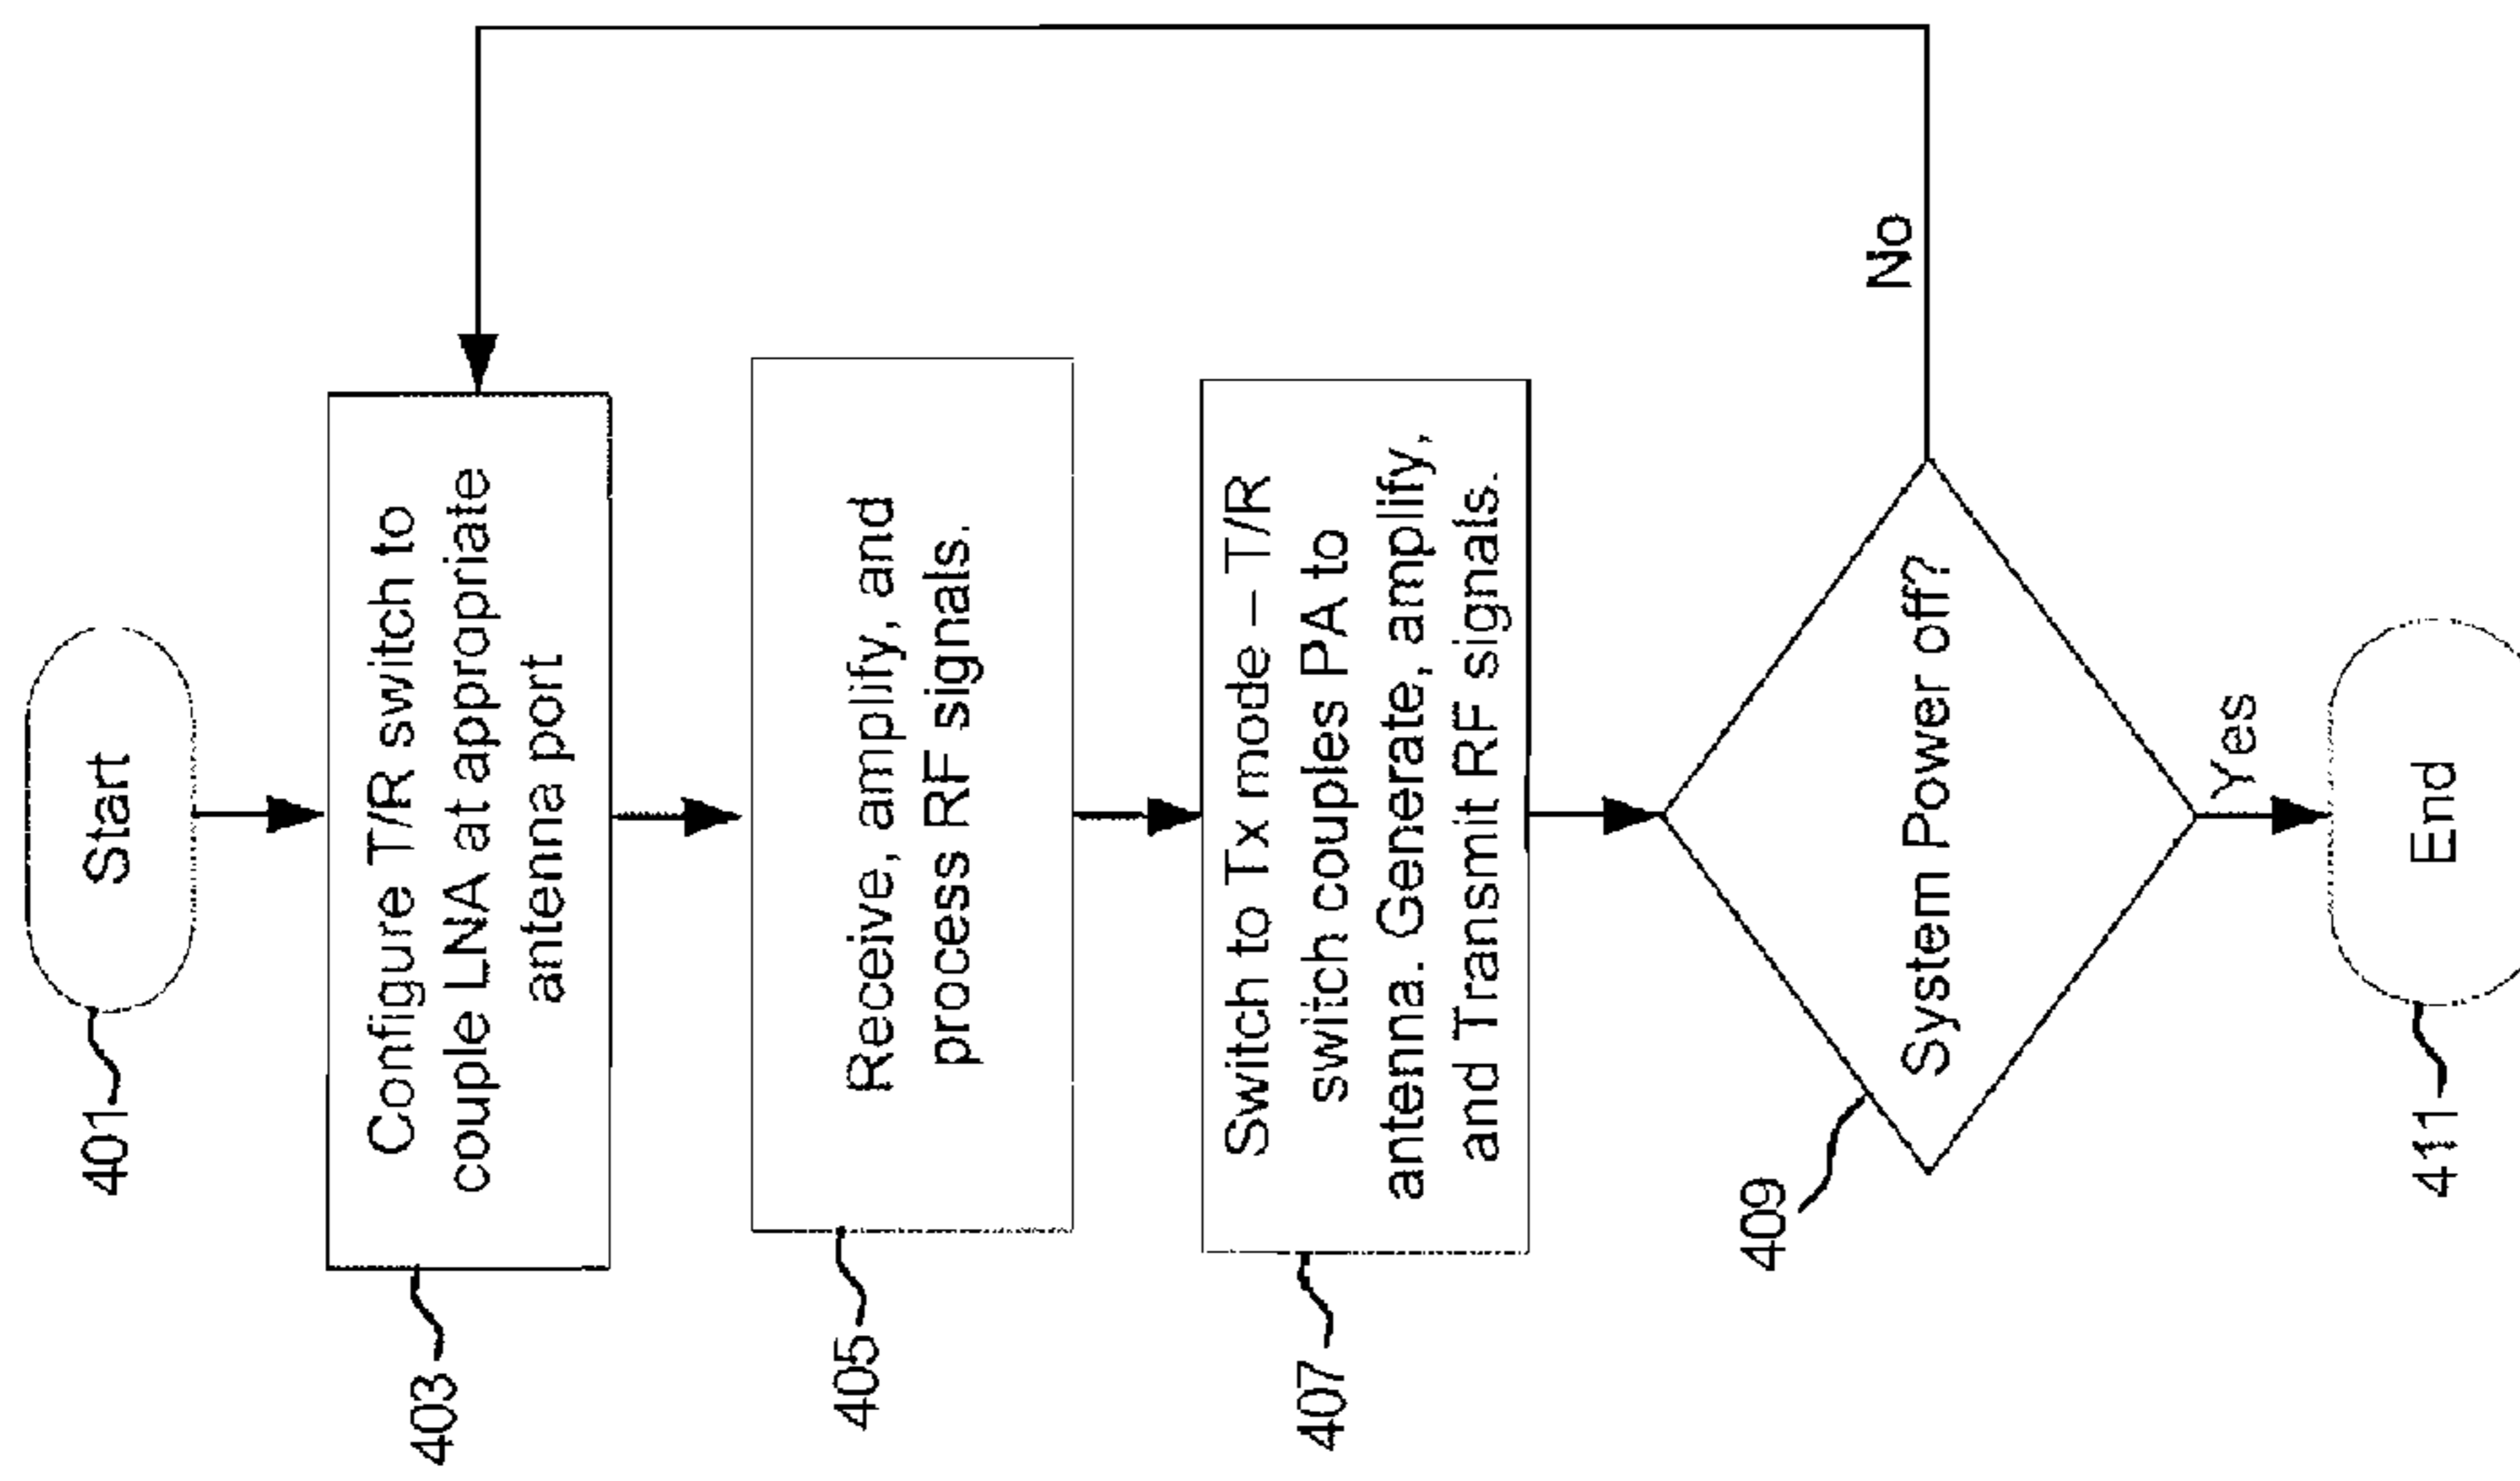 401
Start
403
Configure T/R switch to
couple LNA at appropriate
antenna port
405
Receive, amplify, and
process RF signals.
407
Switch to Tx mode – T/R
switch couples PA to
antenna. Generate, amplify,
and Transmit RF signals.
409
System Power off?
No
Yes
411
End